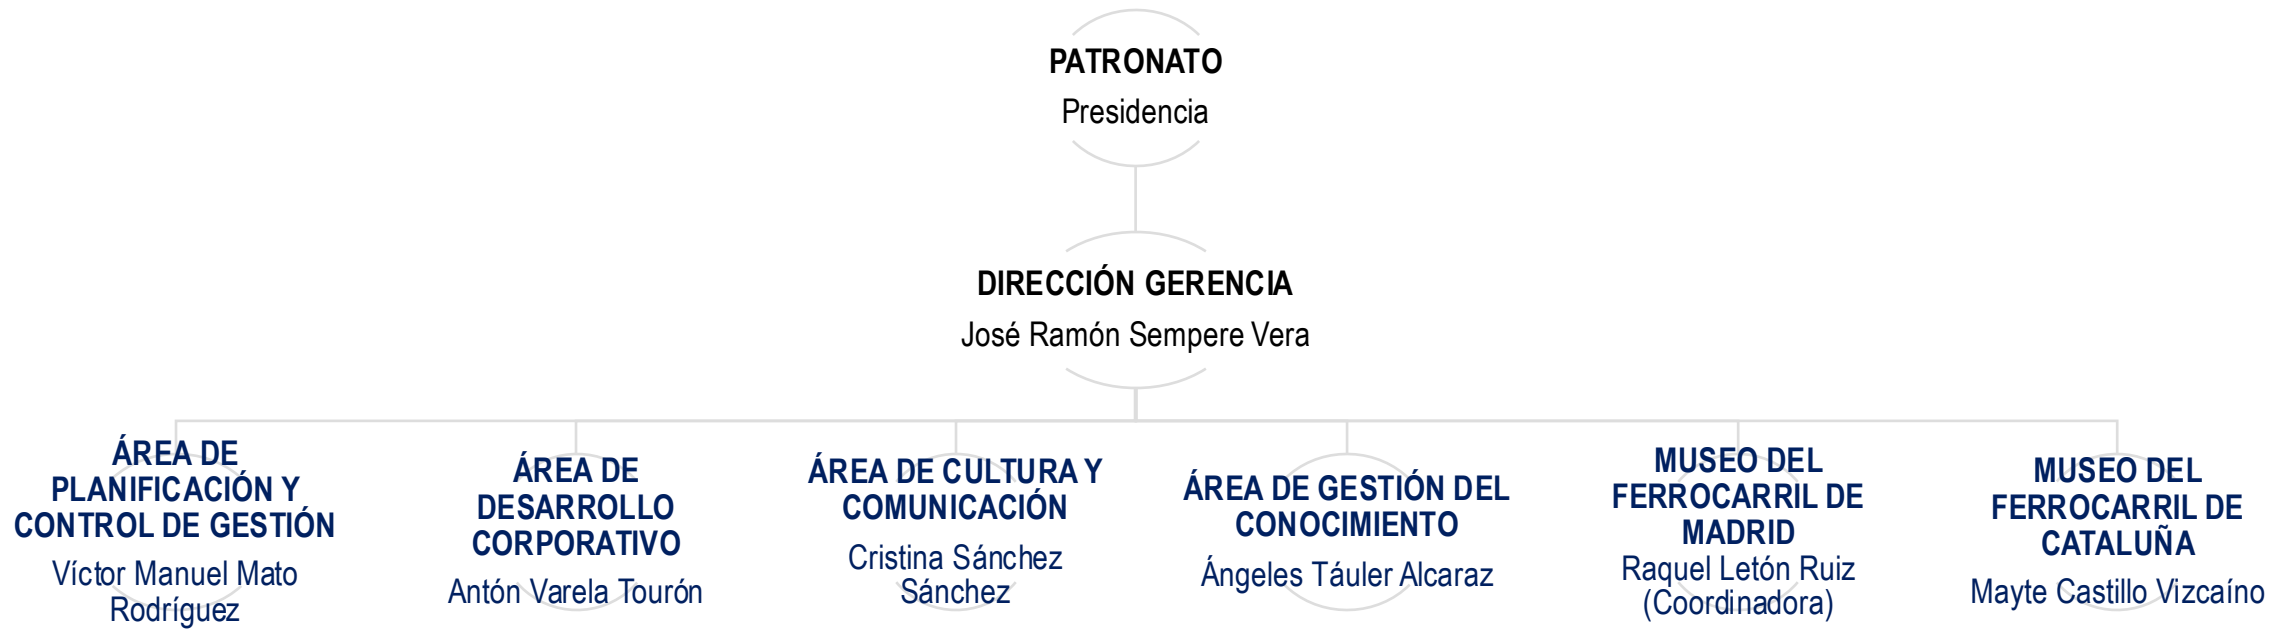 PATRONATO
Presidencia
DIRECCIÓN GERENCIA
José Ramón Sempere Vera
ÁREA DE
PLANIFICACIÓN Y
CONTROL DE GESTIÓN
Víctor Manuel Mato
Rodríguez
ÁREA DE
DESARROLLO
CORPORATIVO
Antón Varela Tourón
ÁREA DE CULTURA Y
COMUNICACIÓN
Cristina Sánchez
Sánchez
ÁREA DE GESTIÓN DEL
CONOCIMIENTO
Ángeles Táuler Alcaraz
MUSEO DEL
FERROCARRIL DE
MADRID
Raquel Letón Ruiz
(Coordinadora)
MUSEO DEL
FERROCARRIL DE
CATALUÑA
Mayte Castillo Vizcaíno